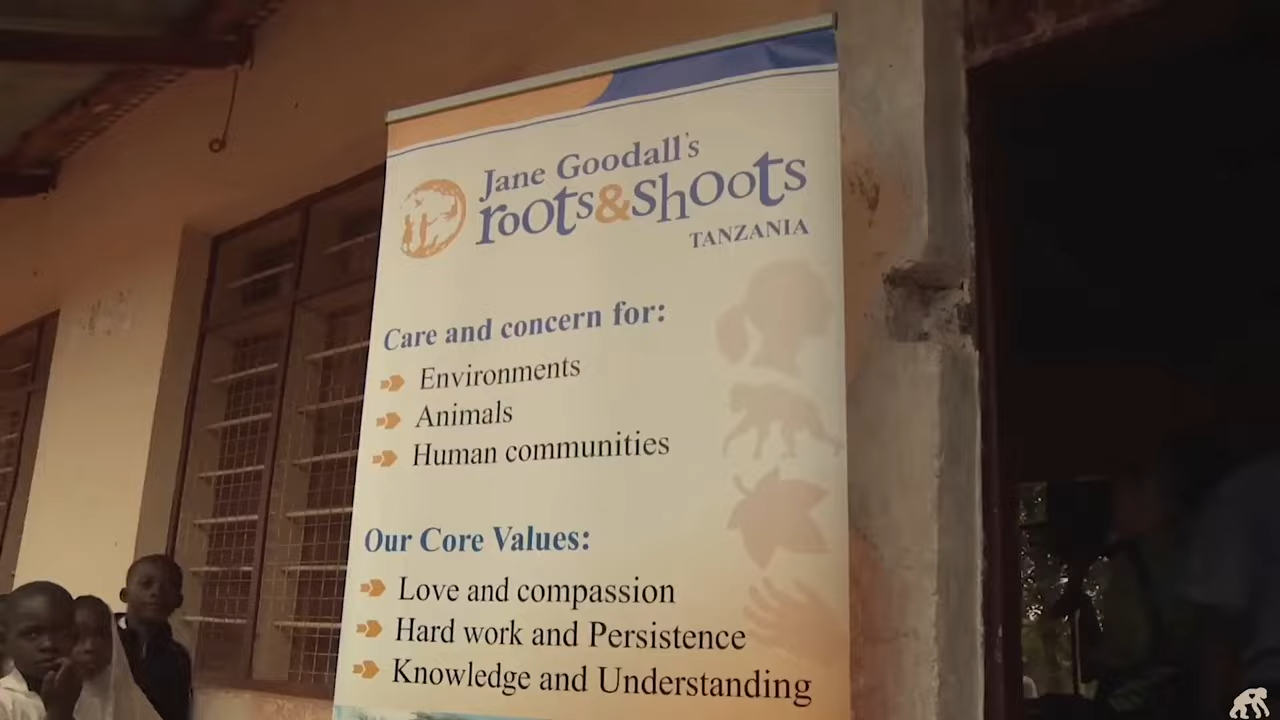 Jane Goodall's
roots&shoots
TANZANIA
Care and concern for:
Environments
Animals
Human communities
Our Core Values:
Love and compassion
Hard work and Persistence
Knowledge and Understanding